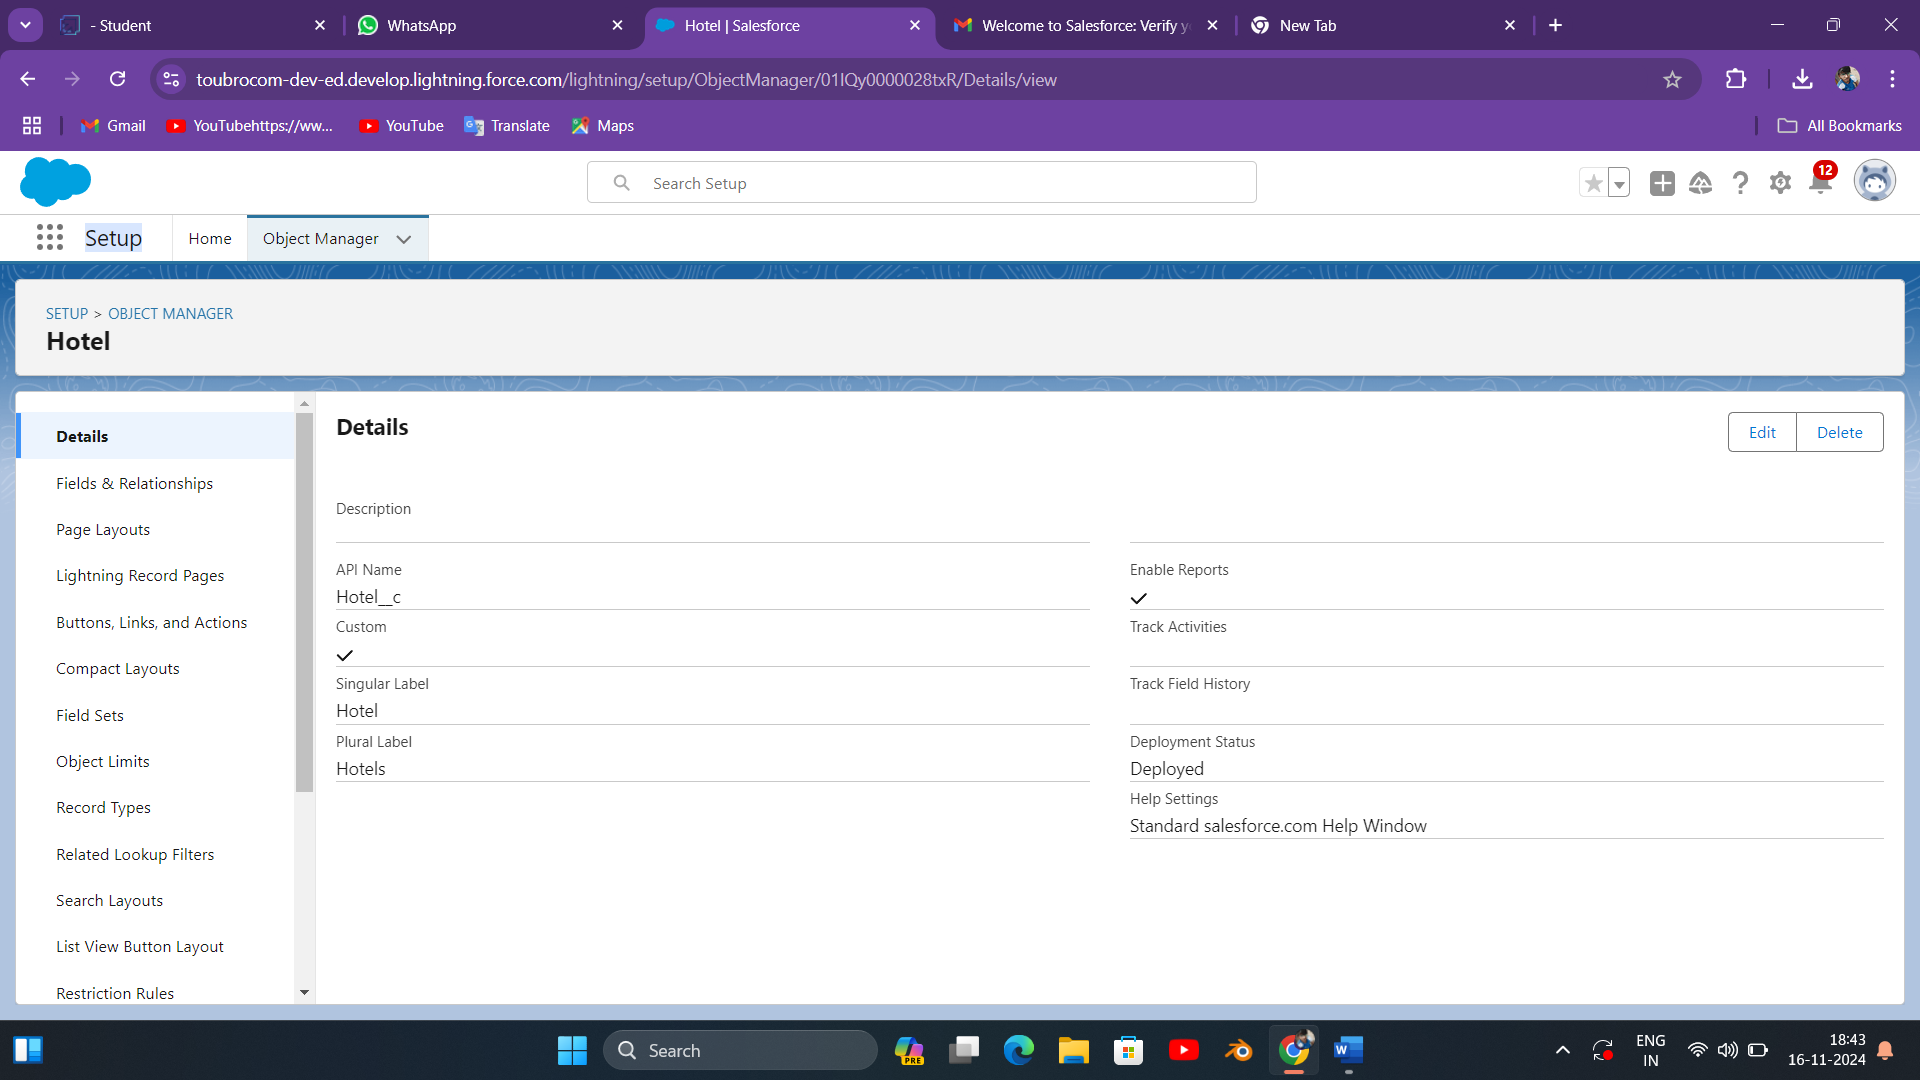 - Student
WhatsApp
Hotel | Salesforce
Welcome to Salesforce: Verify y
New Tab
toubrocom-dev-ed.develop.lightning.force.com/lightning/setup/ObjectManager/01IQy0000028txR/Details/view
Gmail
YouTubehttps://ww...
YouTube
Translate
Maps
All Bookmarks
Search Setup
12
Setup
Home
Object Manager
SETUP > OBJECT MANAGER
Hotel
Details
Fields & Relationships
Page Layouts
Lightning Record Pages
Buttons, Links, and Actions
Compact Layouts
Field Sets
Object Limits
Record Types
Related Lookup Filters
Search Layouts
List View Button Layout
Restriction Rules
Details
Edit
Delete
Description
API Name
Hotel__c
Custom
Singular Label
Hotel
Plural Label
Hotels
Enable Reports
Track Activities
Track Field History
Deployment Status
Deployed
Help Settings
Standard salesforce.com Help Window
Search
PRE
W
ENG
IN
18:43
16-11-2024